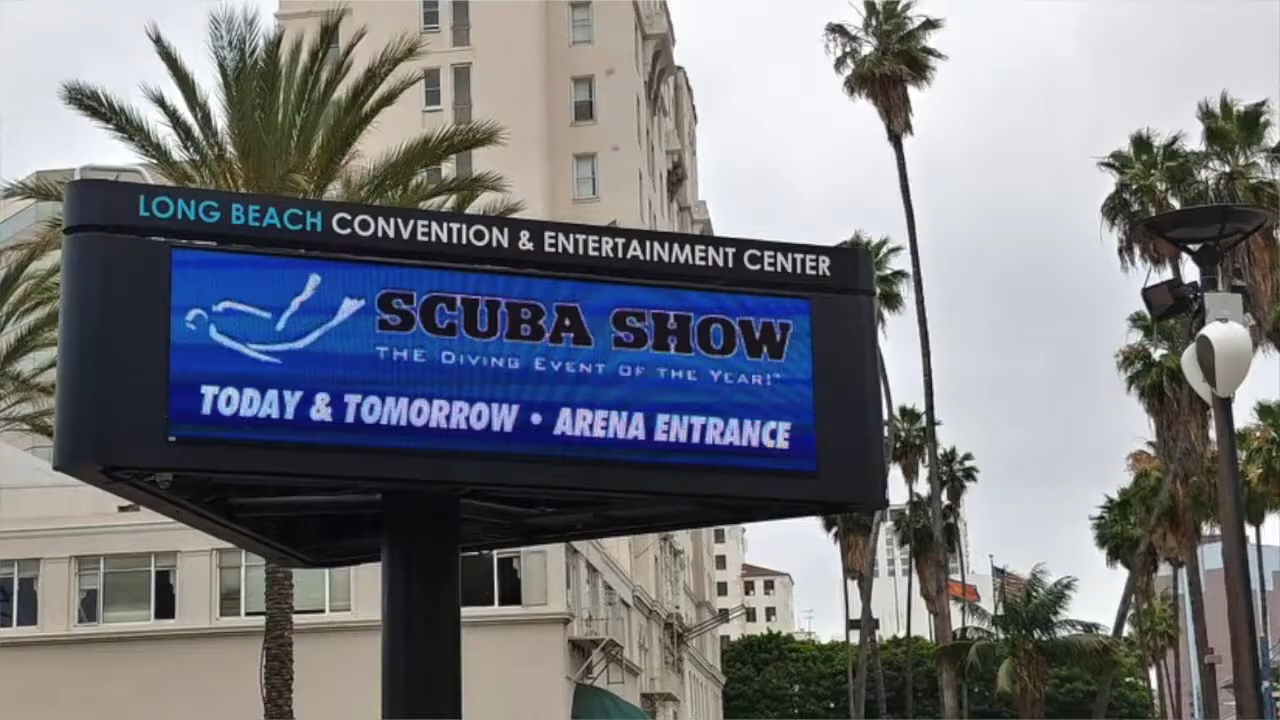 LONG BEACH CONVENTION & ENTERTAINMENT CENTER
SCUBA SHOW
THE DIVING EVENT OF THE YEAR!™
TODAY & TOMORROW • ARENA ENTRANCE